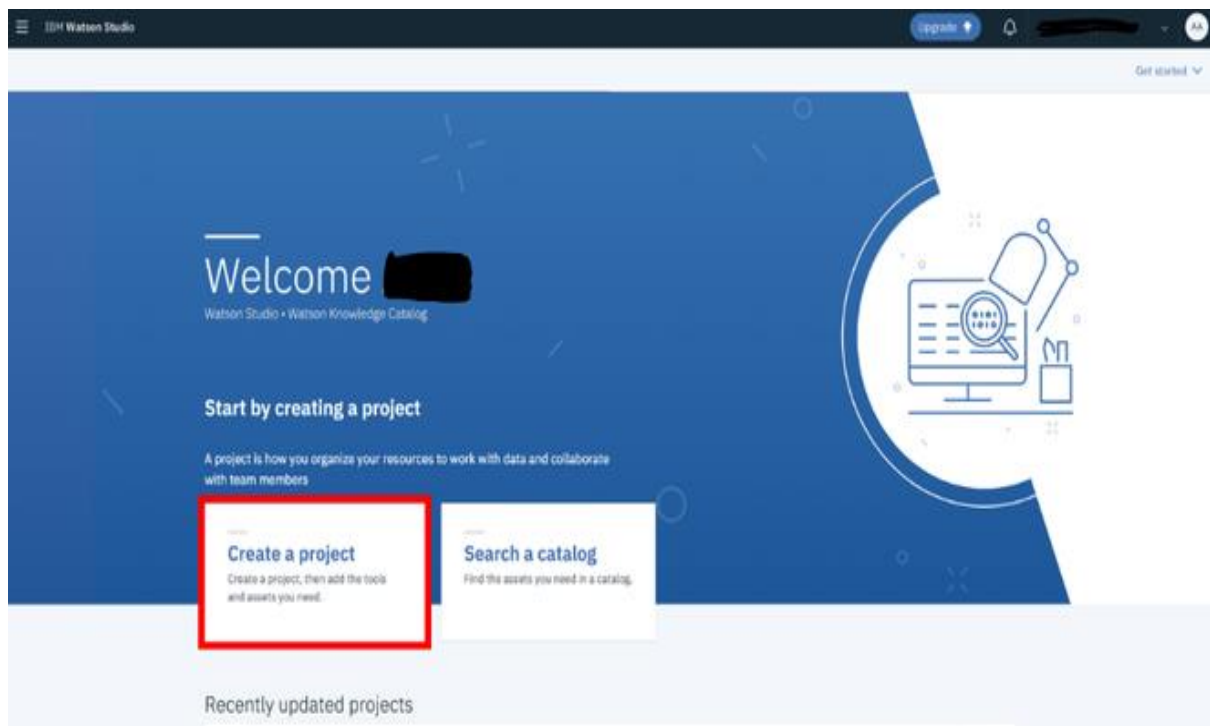 IBM Watson Studio
Upgrade
AA
Get started
Welcome
Watson Studio • Watson Knowledge Catalog
Start by creating a project
A project is how you organize your resources to work with data and collaborate
with team members
Create a project
Create a project, then add the tools
and assets you need.
Search a catalog
Find the assets you need in a catalog.
Recently updated projects